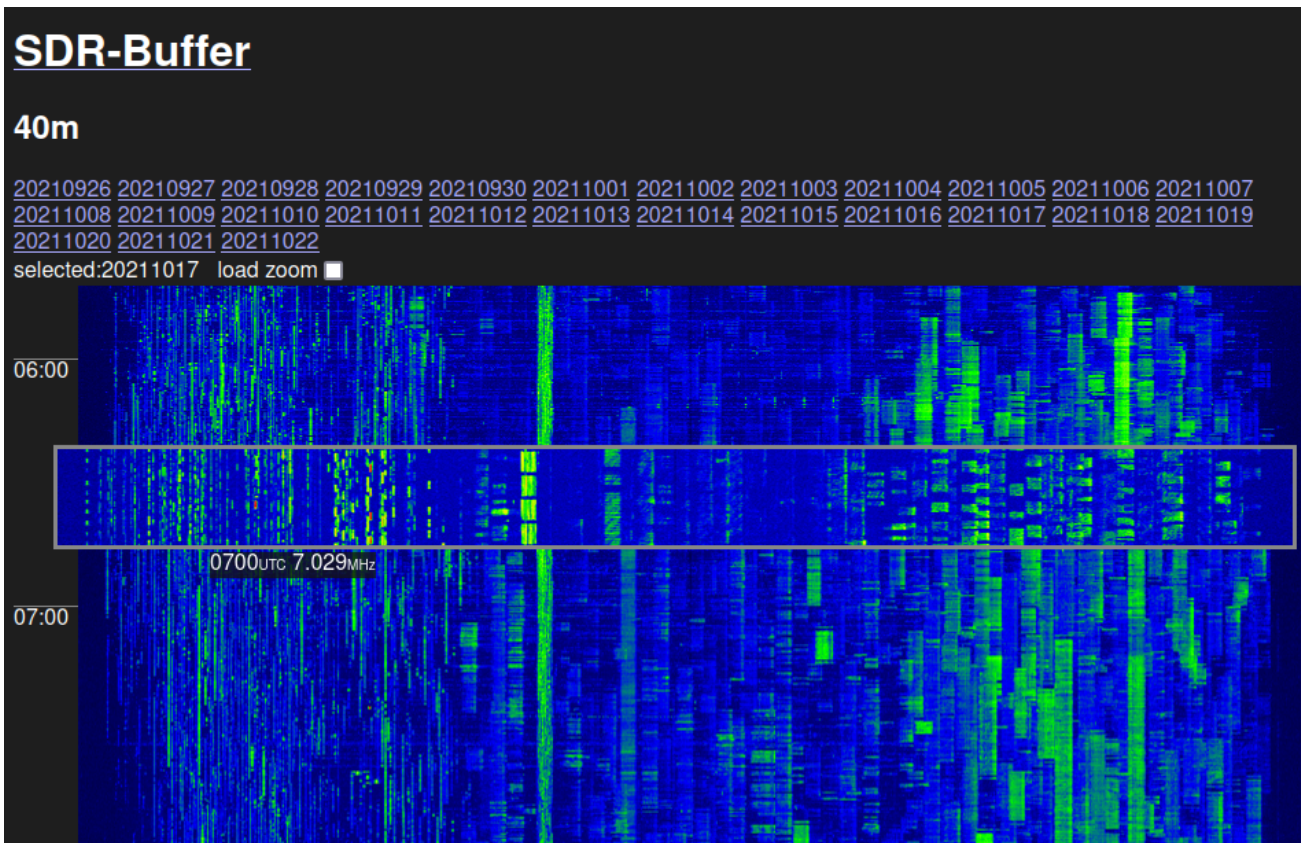 SDR-Buffer
40m
20210926 20210927 20210928 20210929 20210930 20211001 20211002 20211003 20211004 20211005 20211006 20211007
20211008 20211009 20211010 20211011 20211012 20211013 20211014 20211015 20211016 20211017 20211018 20211019
20211020 20211021 20211022
selected:20211017 load zoom
06:00
0700UTC 7.029MHz
07:00